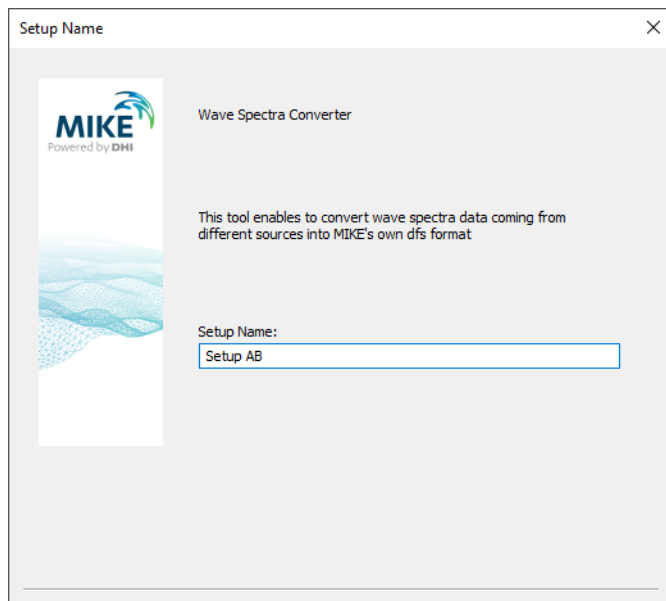 Setup Name
MIKE
Powered by DHI
Wave Spectra Converter
This tool enables to convert wave spectra data coming from
different sources into MIKE's own dfs format
Setup Name:
Setup AB